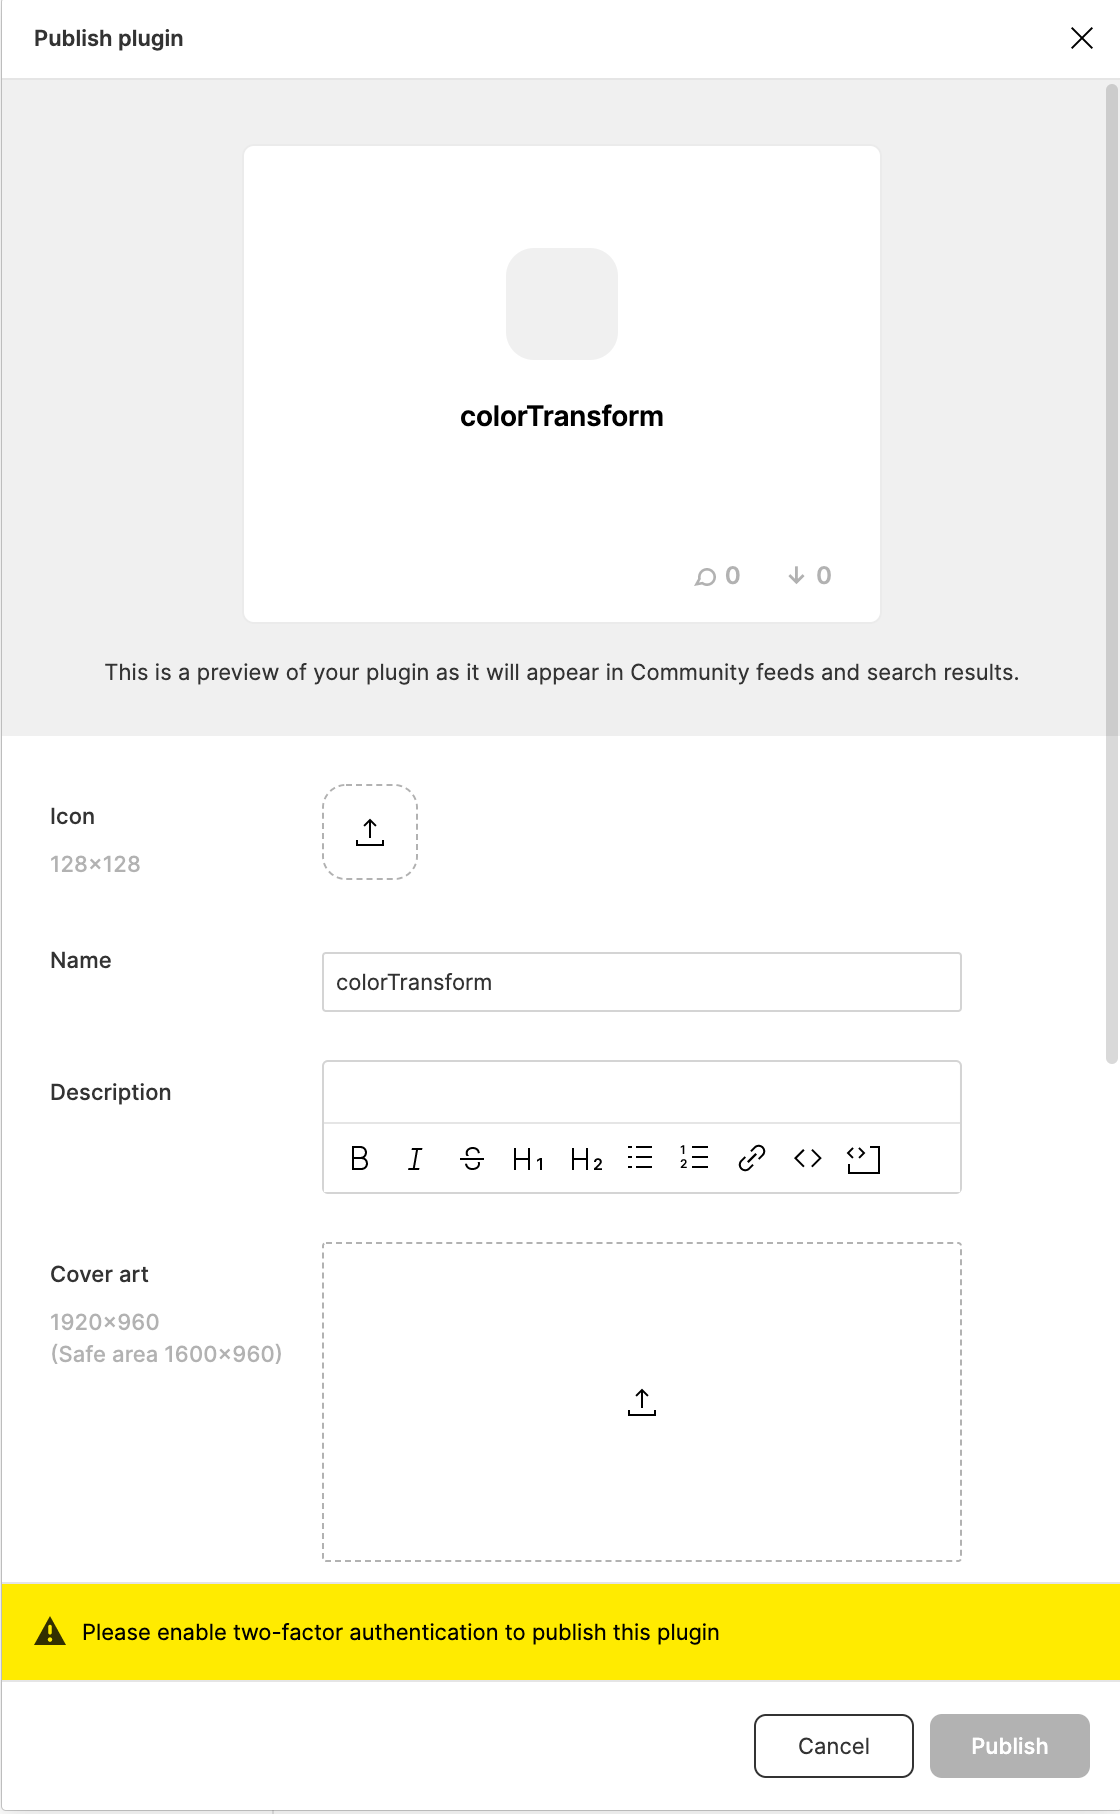 Publish plugin
colorTransform
0 0
This is a preview of your plugin as it will appear in Community feeds and search results.
Icon
128×128
Name
colorTransform
Description
B I S H1 H2
Cover art
1920×960
(Safe area 1600×960)
Please enable two-factor authentication to publish this plugin
Cancel Publish